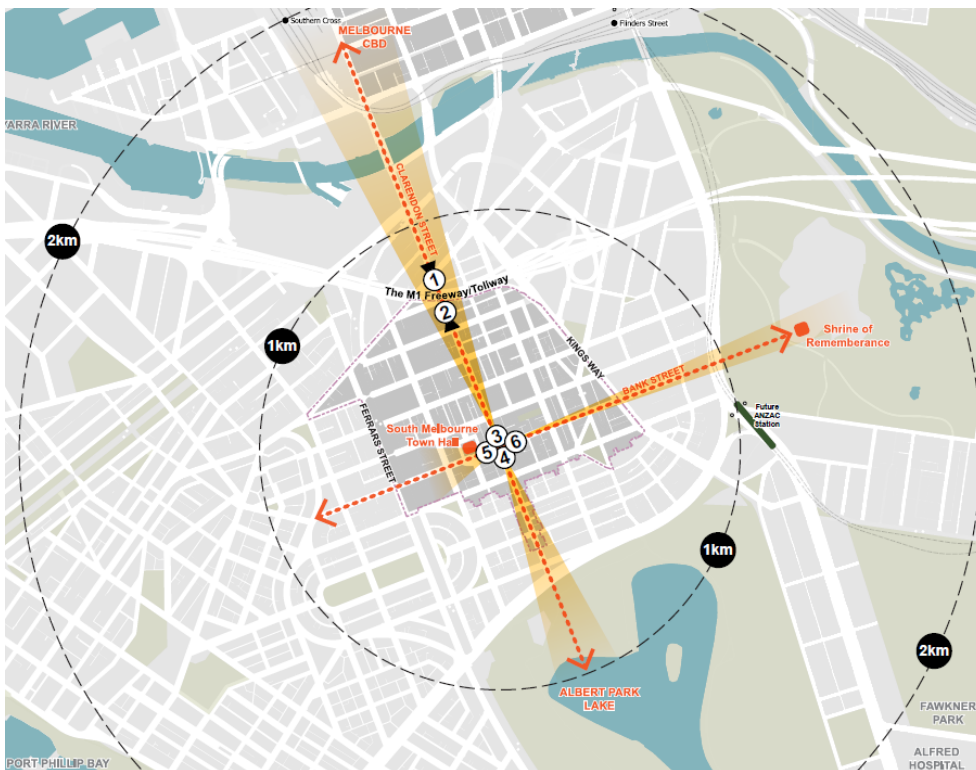 Southern Cross
Flinders Street
MELBOURNE
CBD
YARRA RIVER
CLARENDON STREET
2km
1
The M1 Freeway/Tollway
2
1km
KINGS WAY
Shrine of
Rememberance
BANK STREET
FERRARS STREET
Future
ANZAC
Station
South Melbourne
Town Hall
3
6
5
4
1km
2km
ALBERT PARK
LAKE
FAWKNER
PARK
ALFRED
HOSPITAL
PORT PHILLIP BAY